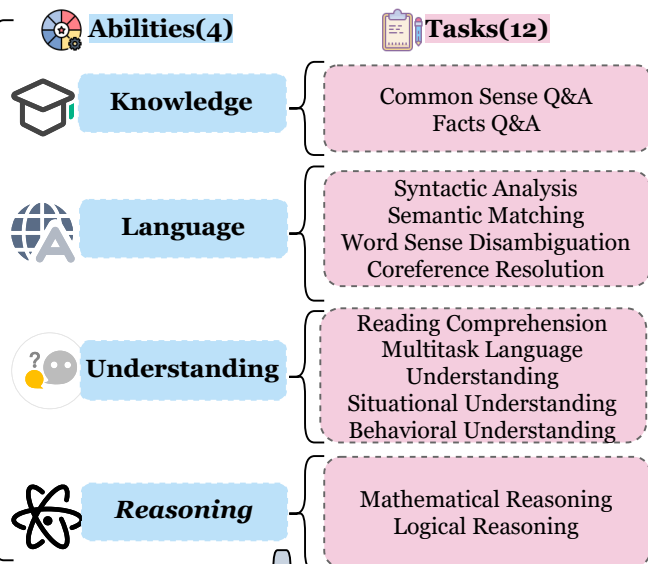 Abilities(4)
Tasks(12)
Knowledge
Common Sense Q&A
Facts Q&A
Language
A
Syntactic Analysis
Semantic Matching
Word Sense Disambiguation
Coreference Resolution
?
Understanding
Reading Comprehension
Multitask Language
Understanding
Situational Understanding
Behavioral Understanding
Reasoning
Mathematical Reasoning
Logical Reasoning